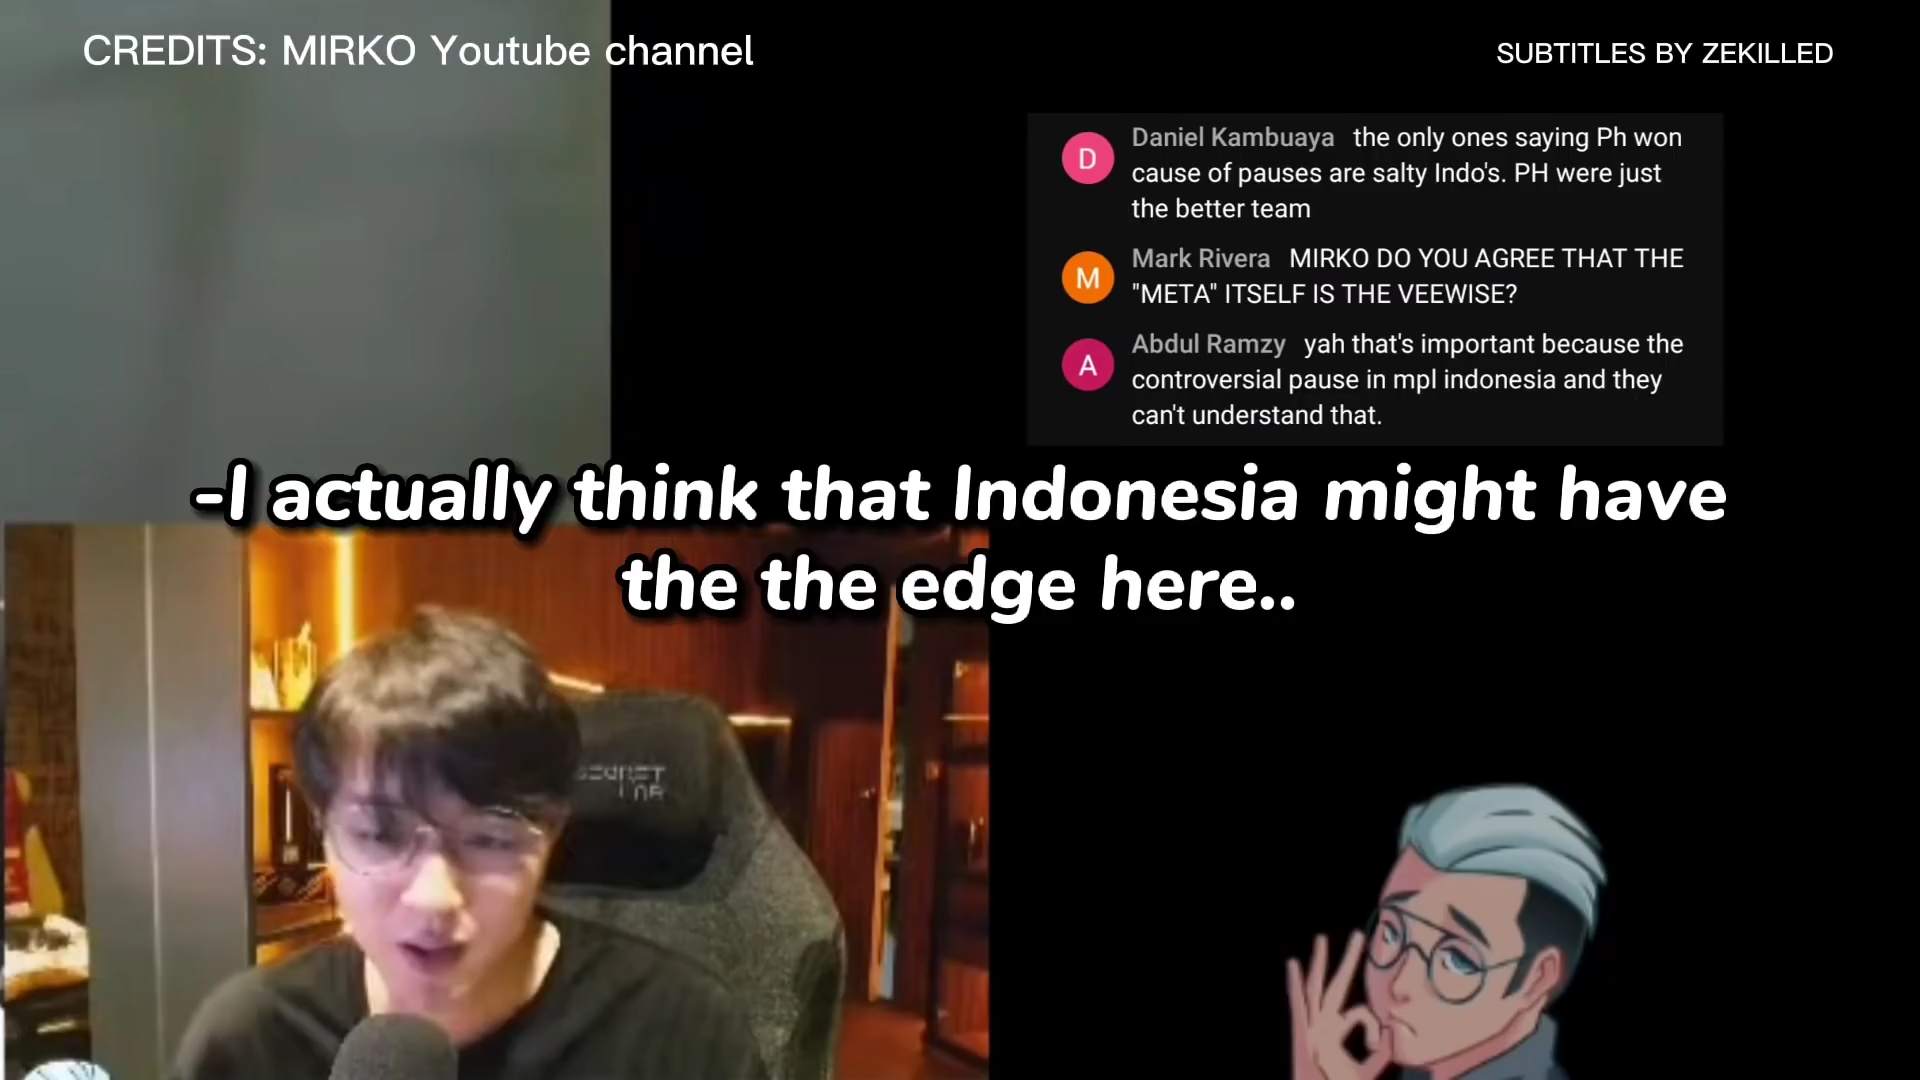 CREDITS: MIRKO Youtube channel
SUBTITLES BY ZEKILLED
D
Daniel Kambuaya the only ones saying Ph won
cause of pauses are salty Indo's. PH were just
the better team
M
Mark Rivera MIRKO DO YOU AGREE THAT THE
"META" ITSELF IS THE VEEWISE?
A
Abdul Ramzy yah that's important because the
controversial pause in mpl indonesia and they
can't understand that.
-I actually think that Indonesia might have
the the edge here..
SECRET
LAB